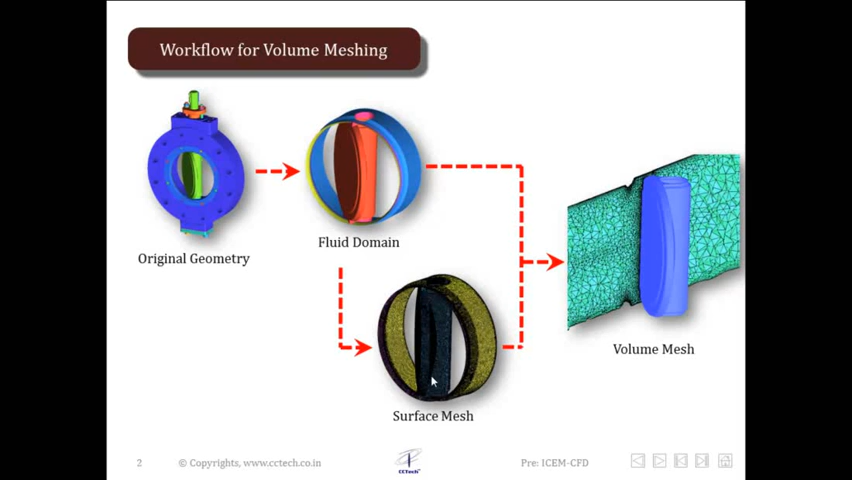 Workflow for Volume Meshing
Original Geometry
Fluid Domain
Surface Mesh
Volume Mesh
2
© Copyrights, www.cctech.co.in
CCTech
Pre: ICEM-CFD